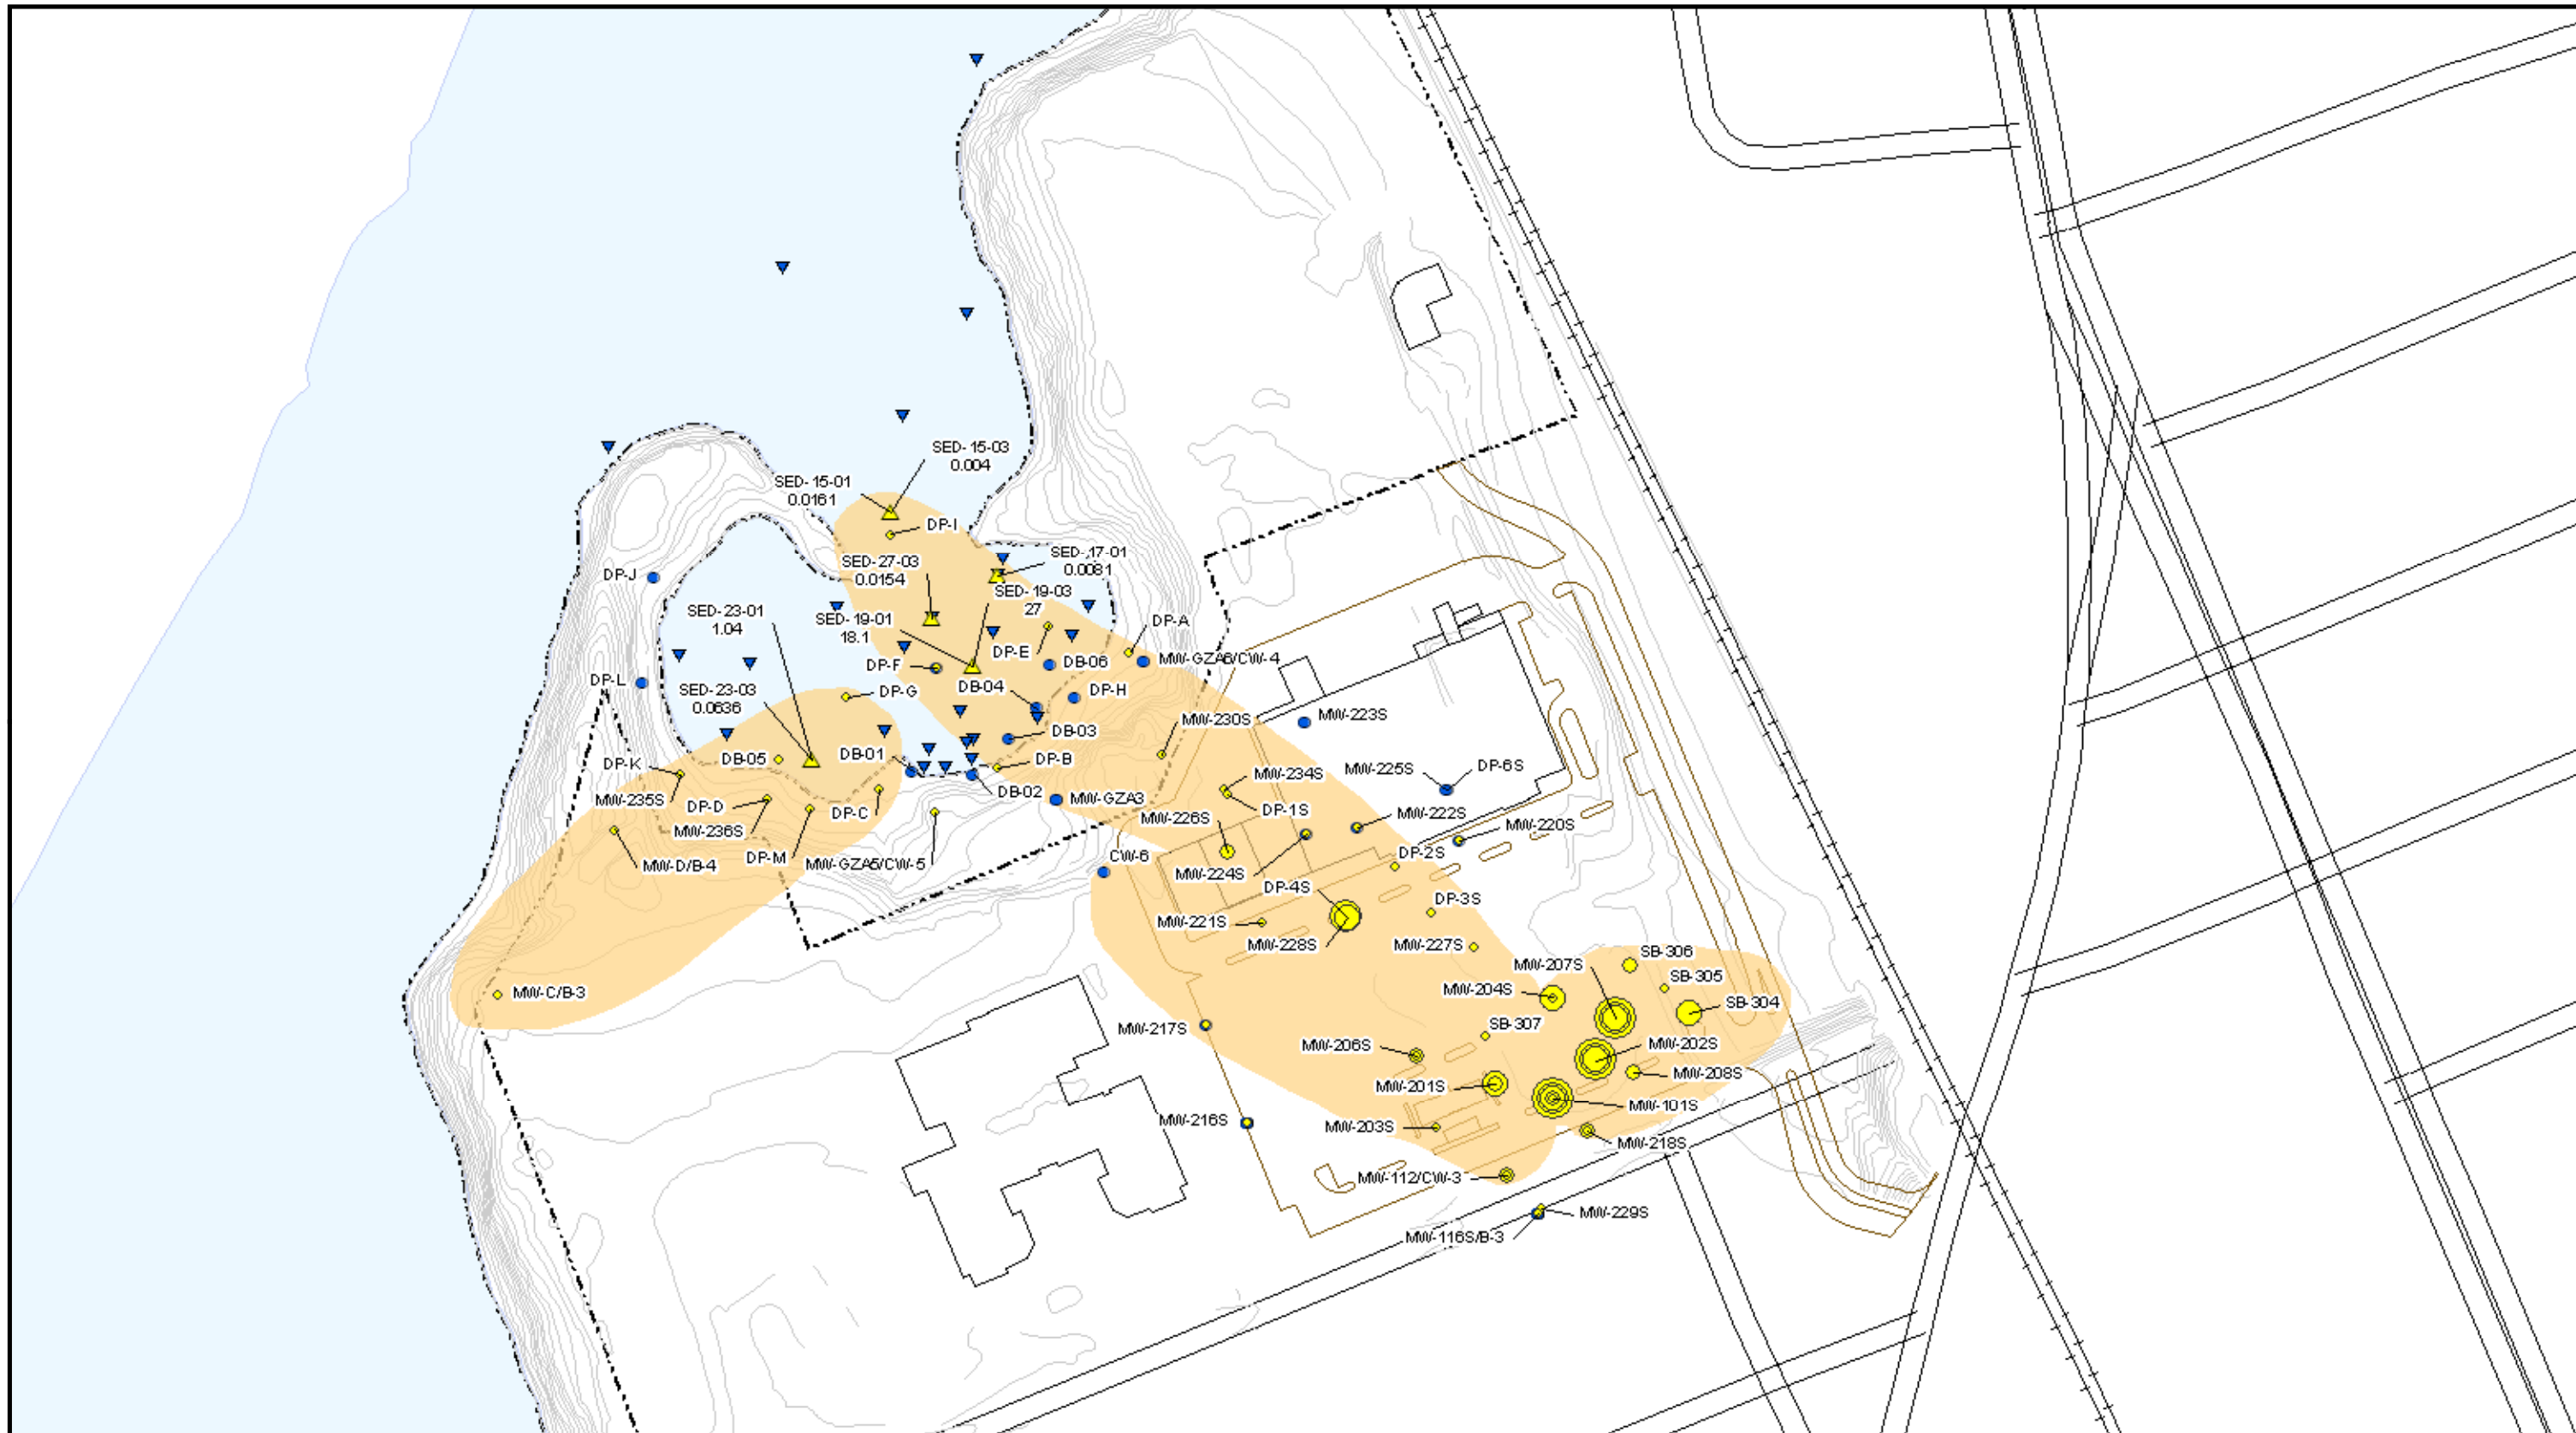 SED-15-03
0.004
SED-15-01
0.0161
DP-I
SED-17-01
0.0081
SED-27-03
0.0154
DP-J
SED-19-03
27
SED-23-01
1.04
SED-19-01
18.1
DP-A
DP-E
MW-GZA6/CW-4
DP-F
DB-06
DP-L
DB-04
DP-H
SED-23-03
0.0636
DP-G
MW-230S
MW-223S
DB-03
DB-01
DB-05
DP-B
DP-K
MW-225S
DP-6S
MW-234S
DB-02
MW-GZA3
MW-235S
DP-D
DP-1S
DP-C
MW-226S
MW-222S
MW-220S
MW-236S
DP-M
MW-GZA5/CW-5
MW-D/B-4
CW-6
MW-224S
DP-2S
DP-4S
DP-3S
MW-221S
MW-228S
MW-227S
SB-306
MW-207S
SB-305
MW-204S
MW-C/B-3
SB-304
SB-307
MW-217S
MW-206S
MW-202S
MW-208S
MW-201S
MW-101S
MW-216S
MW-203S
MW-218S
MW-112/CW-3
MW-229S
MW-116S/B-3